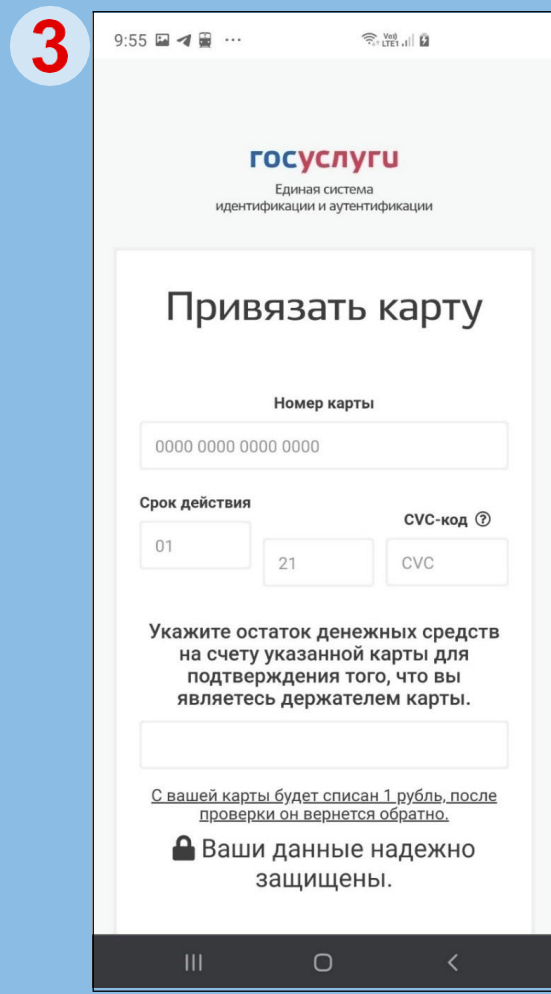 3
9:55
Vo)) LTE1
госуслуги
Единая система
идентификации и аутентификации
Привязать карту
Номер карты
0000 0000 0000 0000
Срок действия
CVC-код
01
21
CVC
Укажите остаток денежных средств
на счету указанной карты для
подтверждения того, что вы
являетесь держателем карты.
С вашей карты будет списан 1 рубль, после
проверки он вернется обратно.
Ваши данные надежно
защищены.